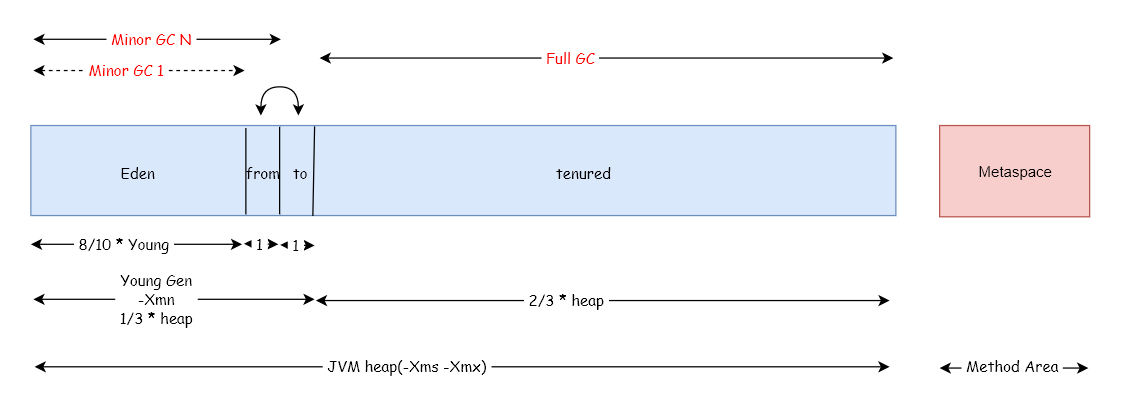 Minor GC N
Full GC
Minor GC 1
Eden
from
to
tenured
Metaspace
8/10 * Young
1
1
Young Gen
-Xmn
1/3 * heap
2/3 * heap
JVM heap(-Xms -Xmx)
Method Area